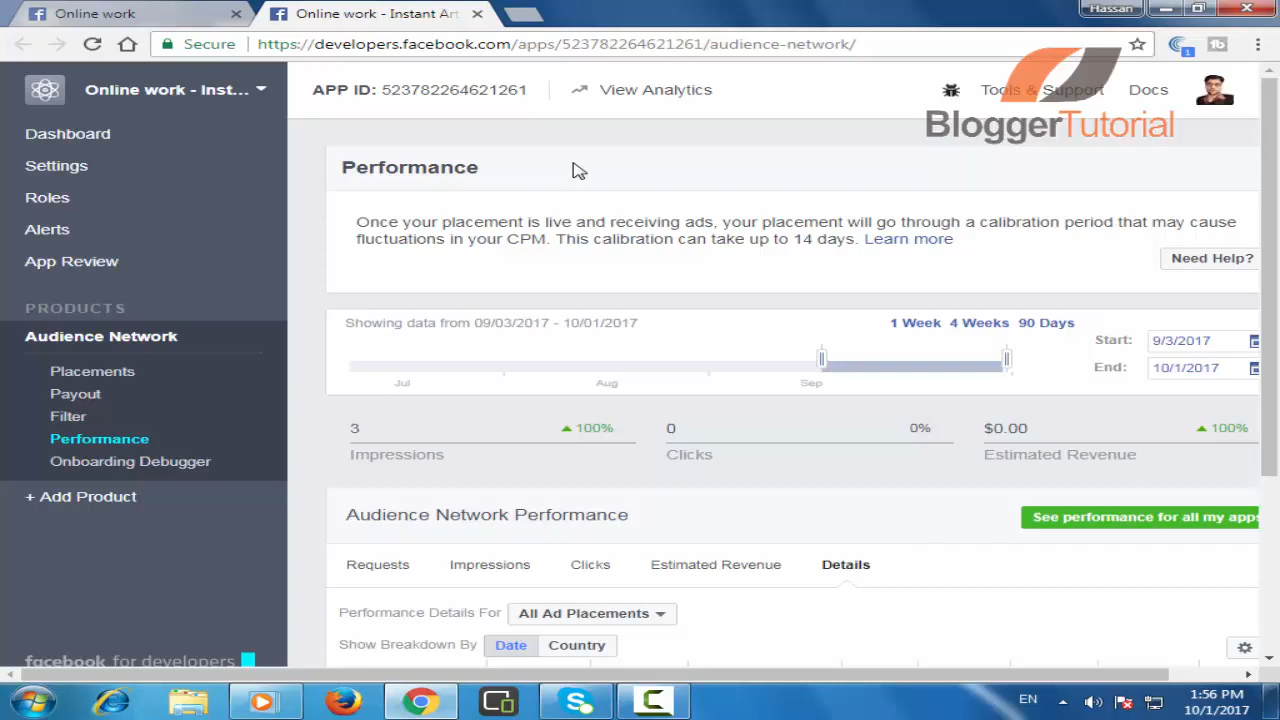 Online work
Online work - Instant Art
Hassan
Secure
https://developers.facebook.com/apps/523782264621261/audience-network/
1
Online work - Inst...
APP ID: 523782264621261
View Analytics
Tools & Support
Docs
BloggerTutorial
Dashboard
Settings
Roles
Alerts
App Review
PRODUCTS
Audience Network
Placements
Payout
Filter
Performance
Onboarding Debugger
+ Add Product
facebook for developers
Performance
Once your placement is live and receiving ads, your placement will go through a calibration period that may cause
fluctuations in your CPM. This calibration can take up to 14 days. Learn more
Need Help?
Showing data from 09/03/2017 - 10/01/2017
1 Week 4 Weeks 90 Days
Start: 9/3/2017
End: 10/1/2017
Jul Aug Sep
3 100% 0 0% $0.00 100%
Impressions Clicks Estimated Revenue
Audience Network Performance
See performance for all my apps
Requests Impressions Clicks Estimated Revenue Details
Performance Details For All Ad Placements
Show Breakdown By Date Country
EN
1:56 PM
10/1/2017